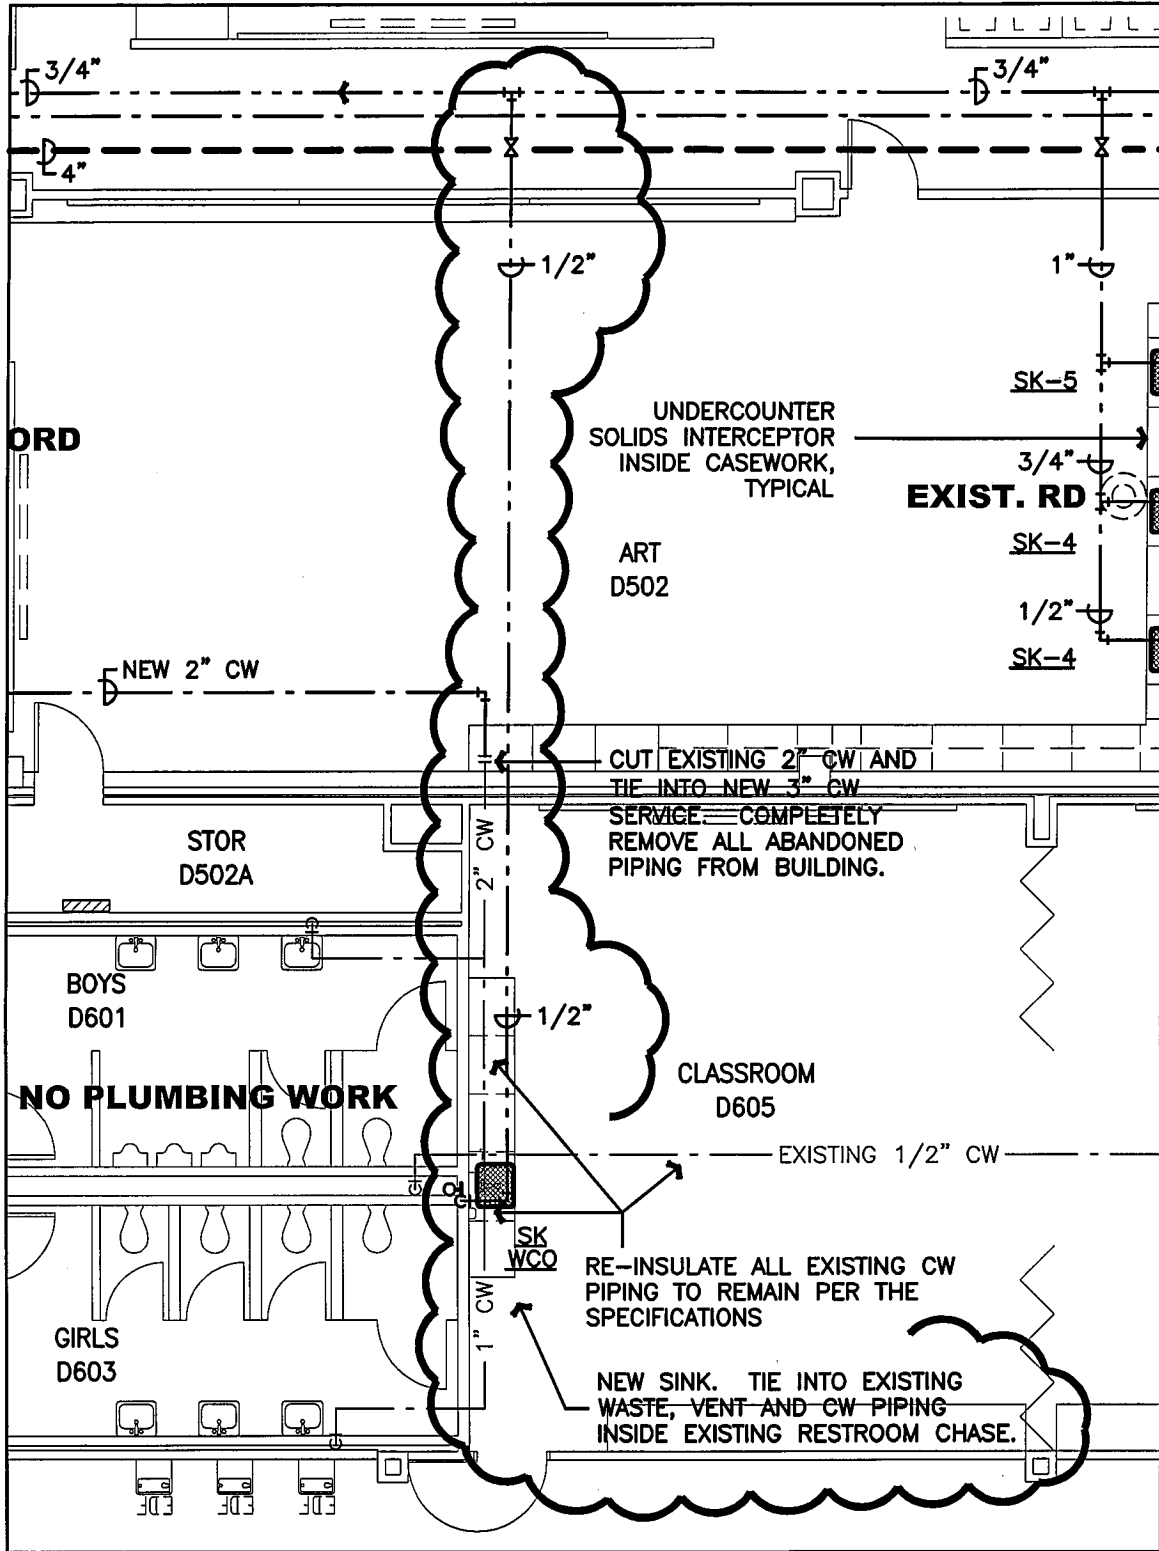 3/4"
3/4"
4"
1/2"
1"
SK-5
UNDERCOUNTER
SOLIDS INTERCEPTOR
INSIDE CASEWORK,
TYPICAL
ORD
3/4"
EXIST. RD
SK-4
ART
D502
1/2"
SK-4
NEW 2" CW
CUT EXISTING 2" CW AND
TIE INTO NEW 3" CW
SERVICE. COMPLETELY
REMOVE ALL ABANDONED
PIPING FROM BUILDING.
STOR
D502A
2" CW
BOYS
D601
1/2"
CLASSROOM
D605
NO PLUMBING WORK
EXISTING 1/2" CW
SK
WCO
RE-INSULATE ALL EXISTING CW
PIPING TO REMAIN PER THE
SPECIFICATIONS
1" CW
GIRLS
D603
NEW SINK. TIE INTO EXISTING
WASTE, VENT AND CW PIPING
INSIDE EXISTING RESTROOM CHASE.
EDF
EDF
EDF